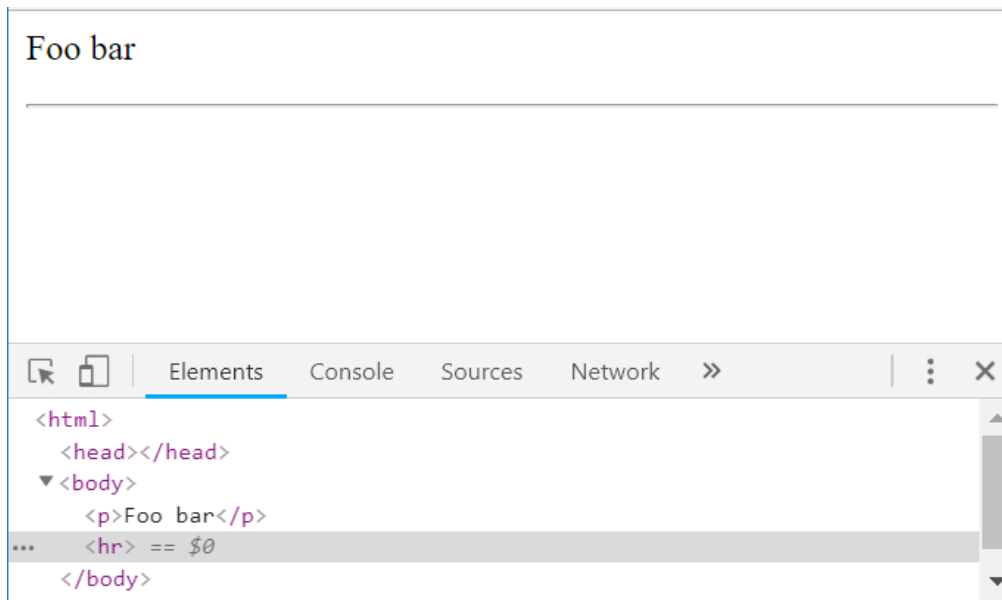 Foo bar
Elements Console Sources Network »
<html>
<head></head>
<body>
<p>Foo bar</p>
<hr> == $0
</body>